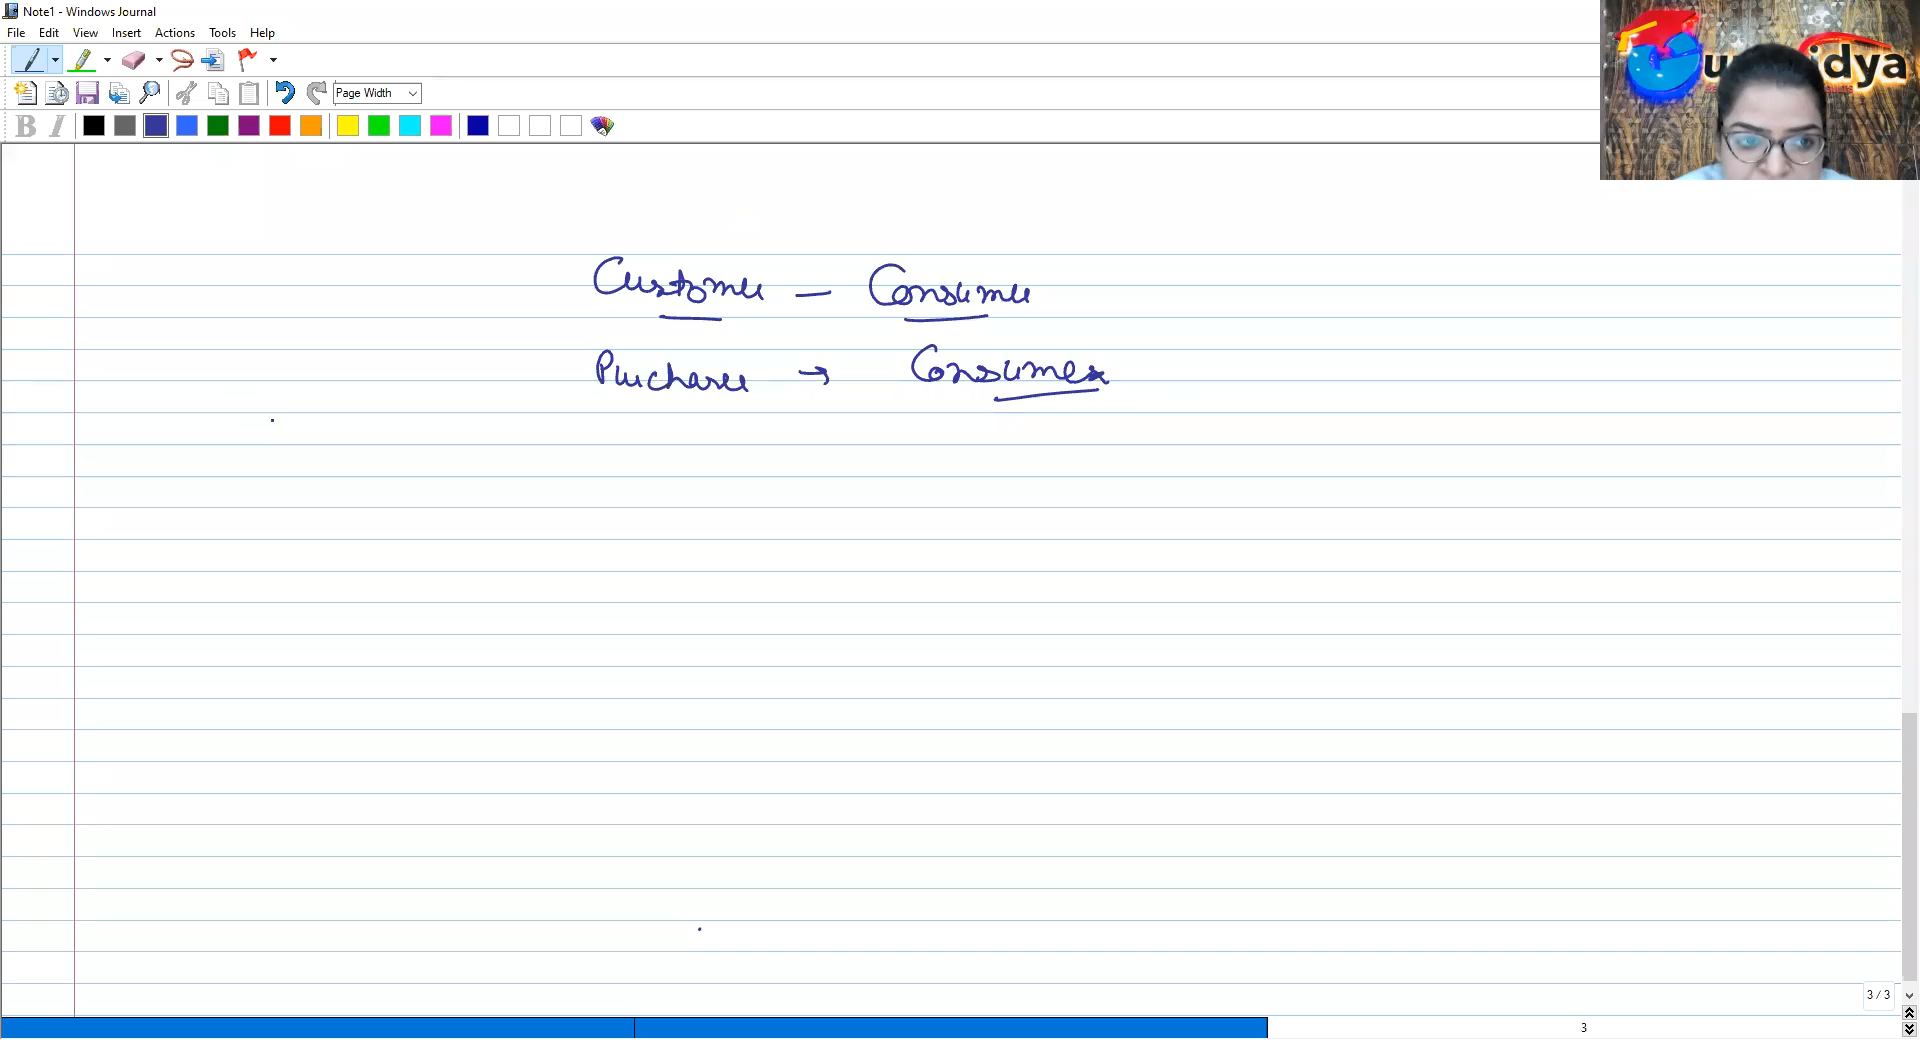 Note1 - Windows Journal
File Edit View Insert Actions Tools Help
Page Width
B I
Customer - Consumer
Purchaser → Consumer
3 / 3
3